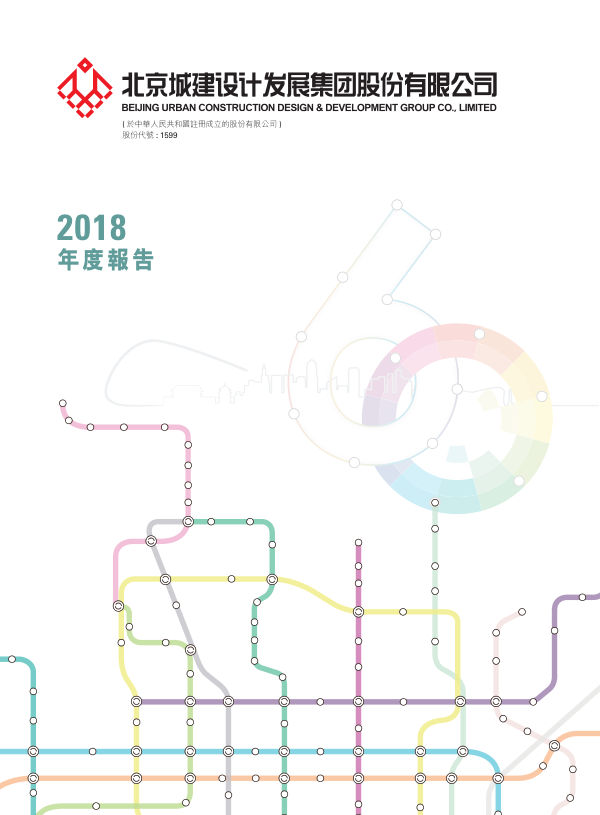 北京城建设计发展集团股份有限公司
BEIJING URBAN CONSTRUCTION DESIGN & DEVELOPMENT GROUP CO., LIMITED
(於中華人民共和國註冊成立的股份有限公司)
股份代號 : 1599
2018
年度報告
60